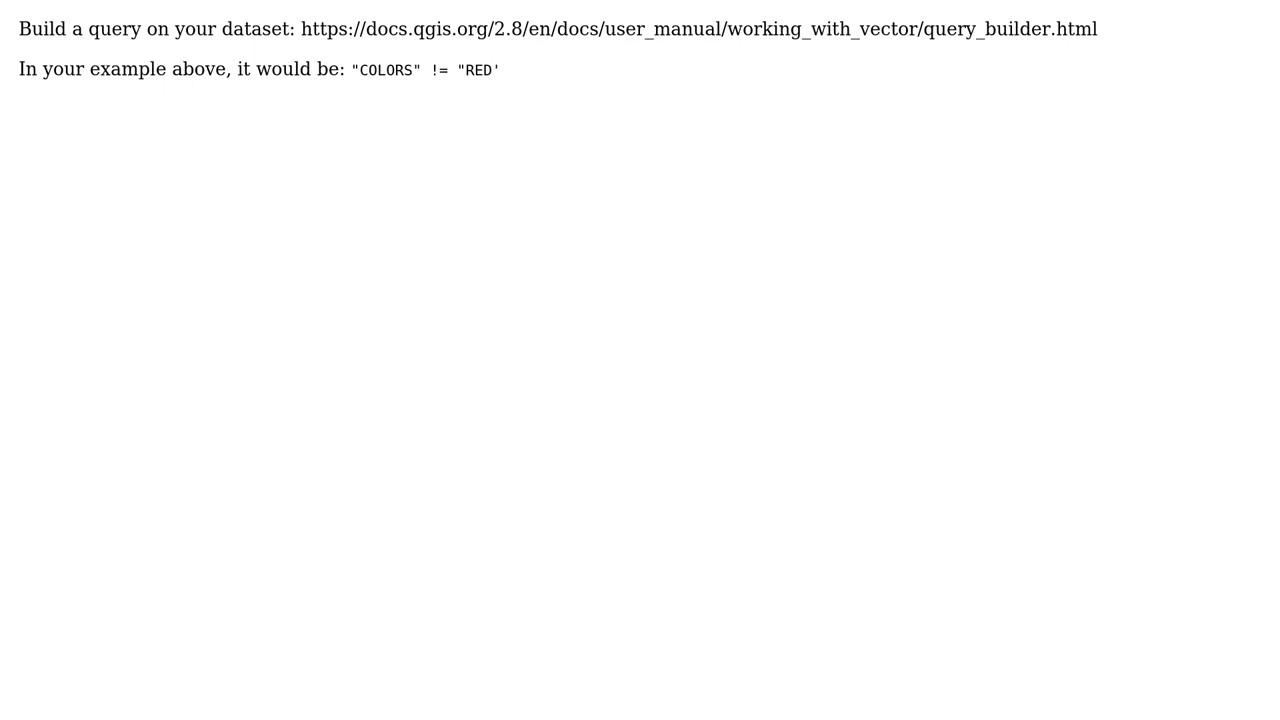 Build a query on your dataset: https://docs.qgis.org/2.8/en/docs/user_manual/working_with_vector/query_builder.html
In your example above, it would be: "COLORS" != "RED'